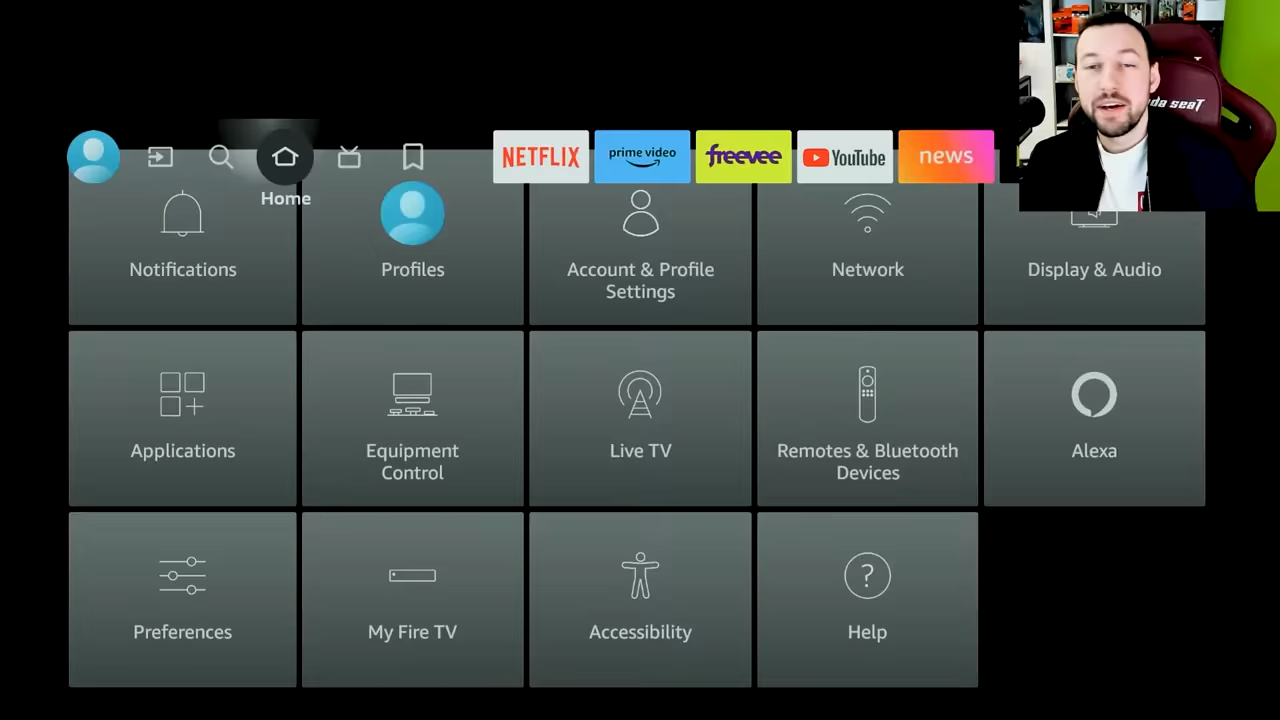 NETFLIX
prime video
freevee
YouTube
news
Home
Notifications
Profiles
Account & Profile
Settings
Network
Display & Audio
Applications
Equipment
Control
Live TV
Remotes & Bluetooth
Devices
Alexa
Preferences
My Fire TV
Accessibility
? 
Help